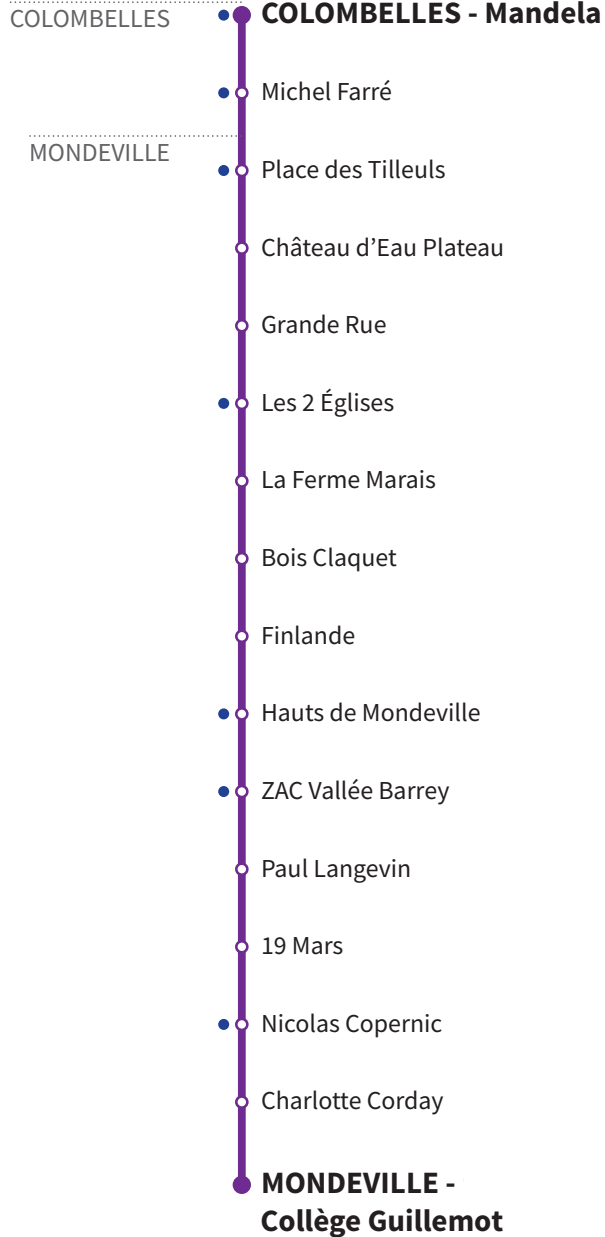 COLOMBELLES
COLOMBELLES - Mandela
Michel Farré
MONDEVILLE
Place des Tilleuls
Château d’Eau Plateau
Grande Rue
Les 2 Églises
La Ferme Marais
Bois Claquet
Finlande
Hauts de Mondeville
ZAC Vallée Barrey
Paul Langevin
19 Mars
Nicolas Copernic
Charlotte Corday
MONDEVILLE -
Collège Guillemot